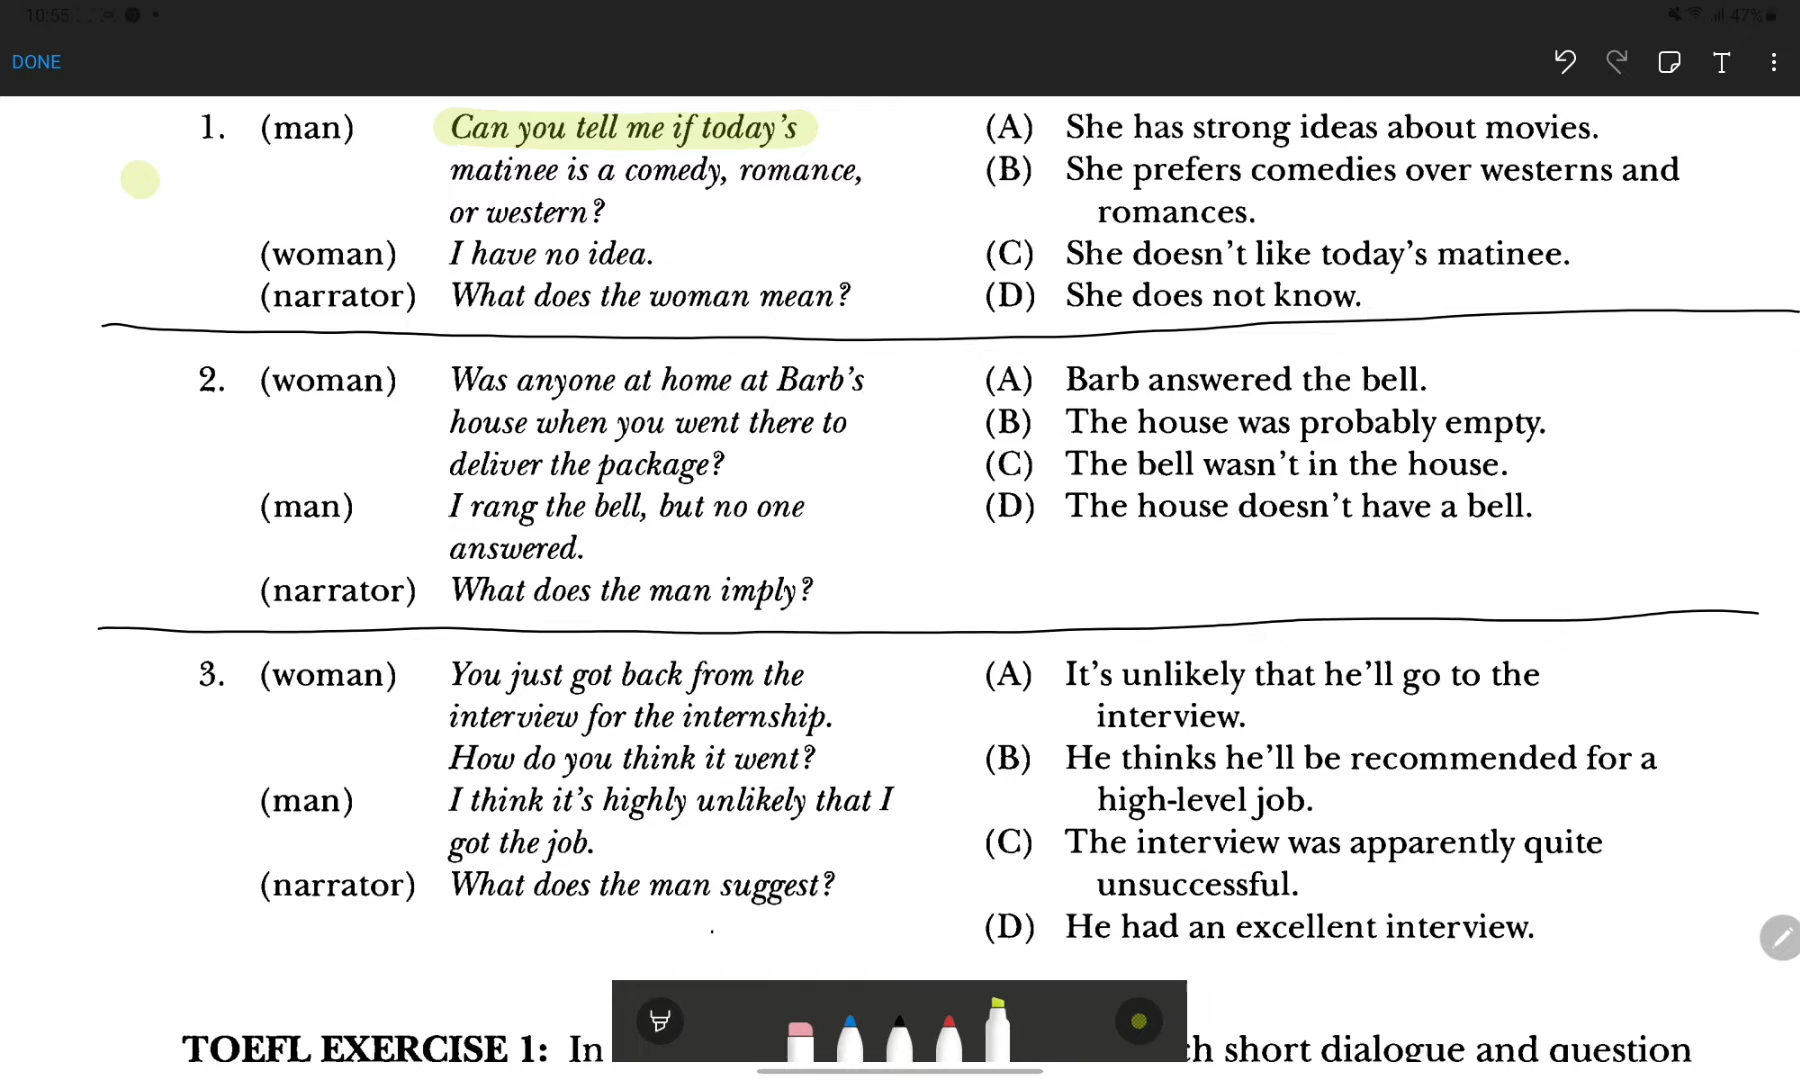 10:55
47%
DONE
1. (man) Can you tell me if today's
matinee is a comedy, romance,
or western?
(woman) I have no idea.
(narrator) What does the woman mean?
(A) She has strong ideas about movies.
(B) She prefers comedies over westerns and
romances.
(C) She doesn't like today's matinee.
(D) She does not know.
2. (woman) Was anyone at home at Barb's
house when you went there to
deliver the package?
(man) I rang the bell, but no one
answered.
(narrator) What does the man imply?
(A) Barb answered the bell.
(B) The house was probably empty.
(C) The bell wasn't in the house.
(D) The house doesn't have a bell.
3. (woman) You just got back from the
interview for the internship.
How do you think it went?
(man) I think it's highly unlikely that I
got the job.
(narrator) What does the man suggest?
(A) It's unlikely that he'll go to the
interview.
(B) He thinks he'll be recommended for a
high-level job.
(C) The interview was apparently quite
unsuccessful.
(D) He had an excellent interview.
TOEFL EXERCISE 1: In ch short dialogue and question